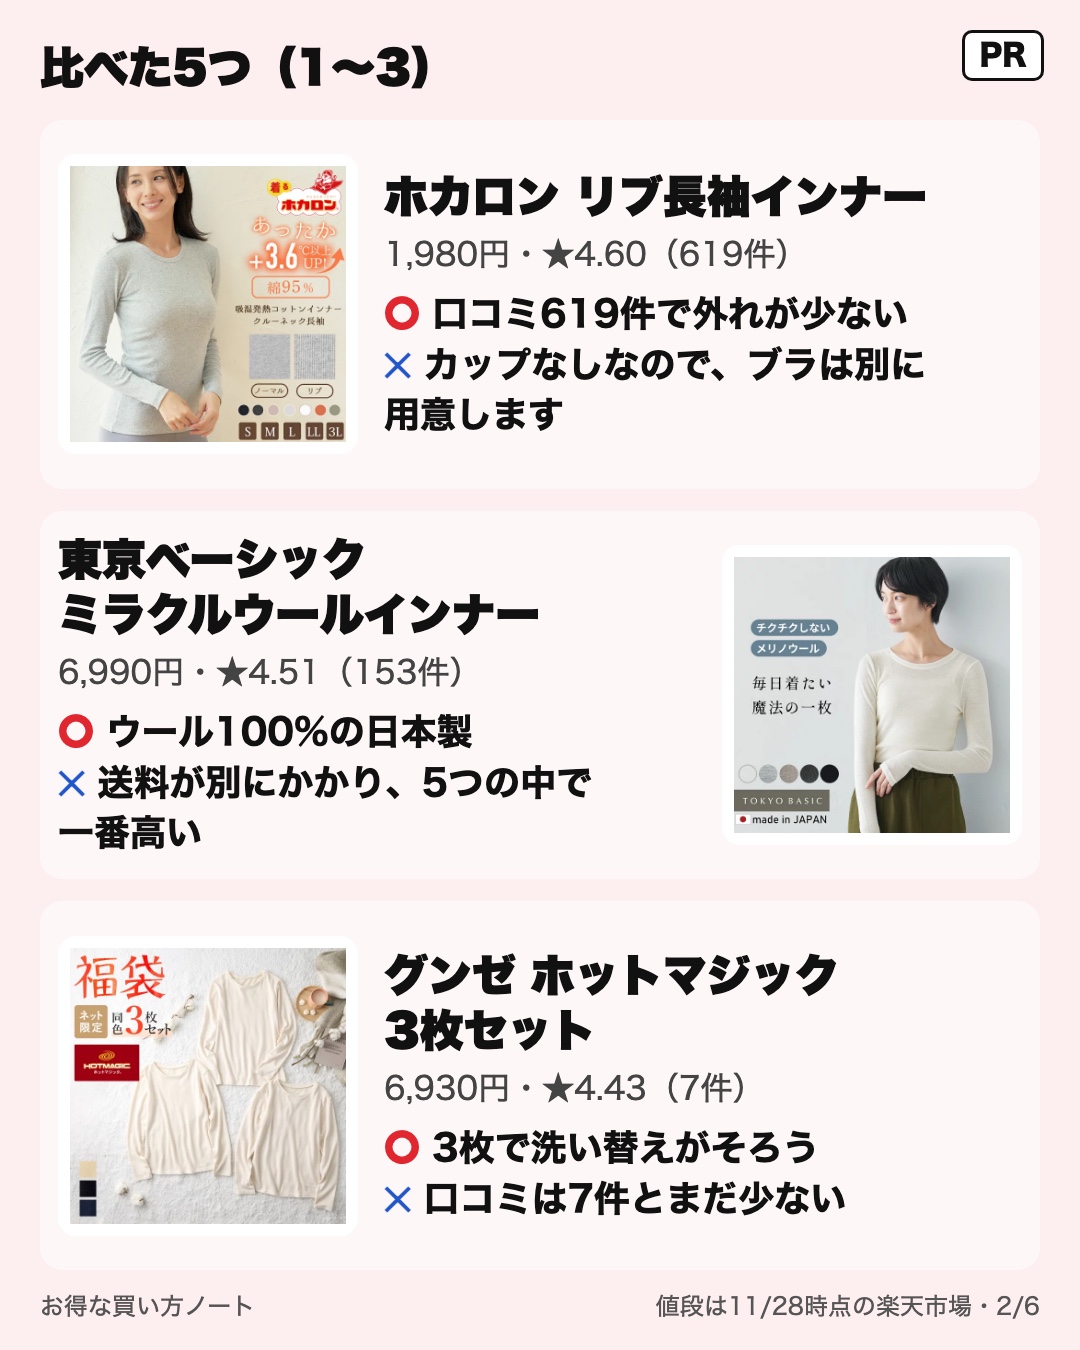 比べた5つ（1〜3）
PR
着る
ホカロン
あったか
+3.6℃以上UP!
綿95%
吸湿発熱コットンインナー
クルーネック長袖
ノーマル
リブ
S M L LL 3L
ホカロン リブ長袖インナー
1,980円・★4.60（619件）
⭕ 口コミ619件で外れが少ない
✕ カップなしなので、ブラは別に
用意します
東京ベーシック
ミラクルウールインナー
6,990円・★4.51（153件）
⭕ ウール100%の日本製
✕ 送料が別にかかり、5つの中で
一番高い
チクチクしない
メリノウール
毎日着たい
魔法の一枚
TOKYO BASIC
made in JAPAN
福袋
ネット限定
同色3枚セット
HOTMAGIC
ホットマジック
グンゼ ホットマジック
3枚セット
6,930円・★4.43（7件）
⭕ 3枚で洗い替えがそろう
✕ 口コミは7件とまだ少ない
お得な買い方ノート
値段は11/28時点の楽天市場・2/6